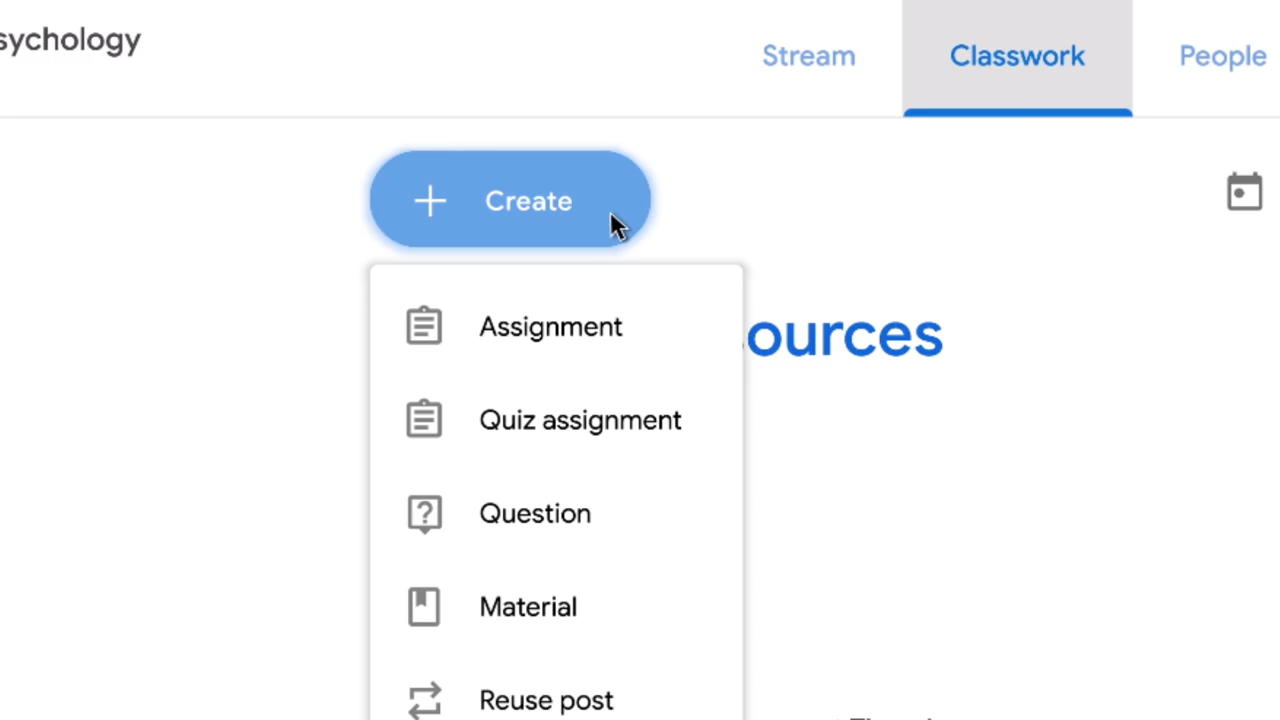 sychology
Stream Classwork People
Create
Assignment
ources
Quiz assignment
Question
Material
Reuse post